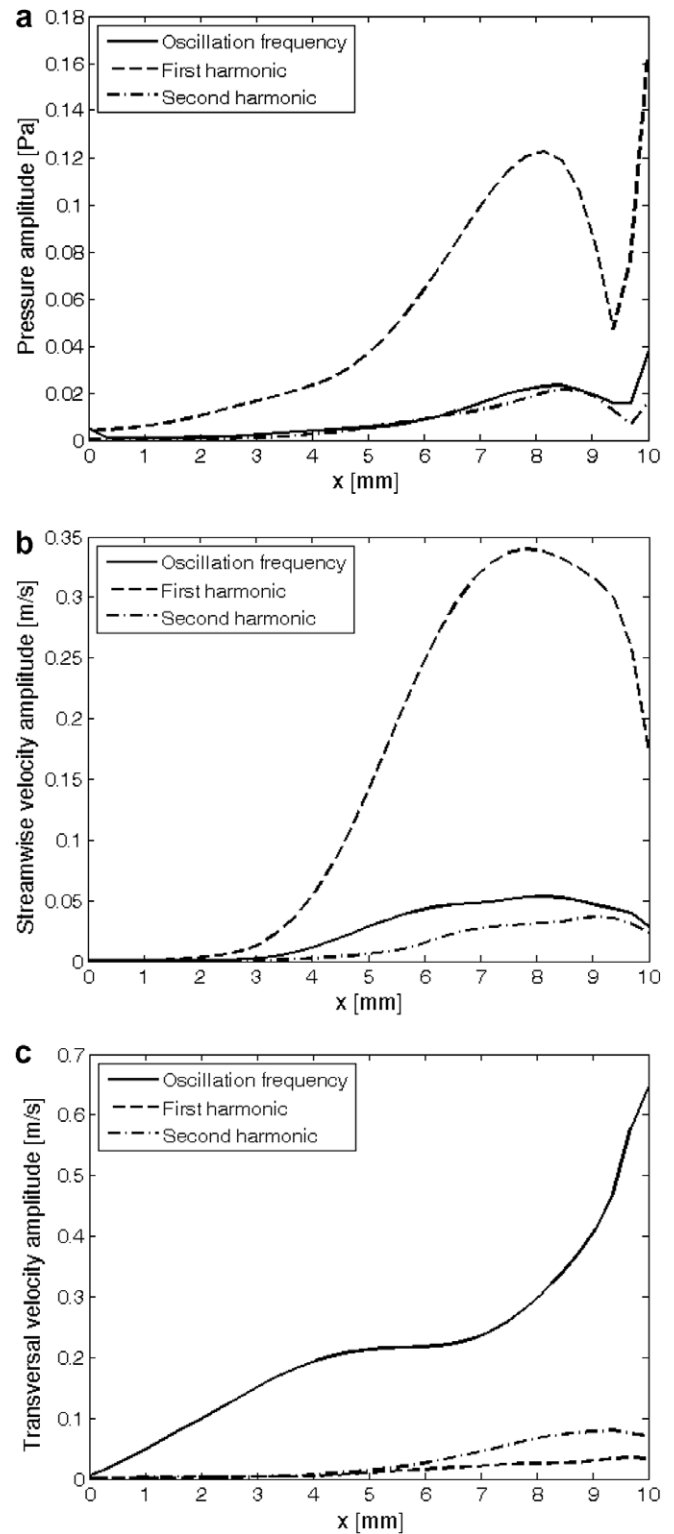 a
Pressure amplitude [Pa]
0.18
0.16
0.14
0.12
0.1
0.08
0.06
0.04
0.02
0
Oscillation frequency
First harmonic
Second harmonic
0 1 2 3 4 5 6 7 8 9 10
x [mm]
b
Streamwise velocity amplitude [m/s]
0.35
0.3
0.25
0.2
0.15
0.1
0.05
0
Oscillation frequency
First harmonic
Second harmonic
0 1 2 3 4 5 6 7 8 9 10
x [mm]
c
Transversal velocity amplitude [m/s]
0.7
0.6
0.5
0.4
0.3
0.2
0.1
0
Oscillation frequency
First harmonic
Second harmonic
0 1 2 3 4 5 6 7 8 9 10
x [mm]